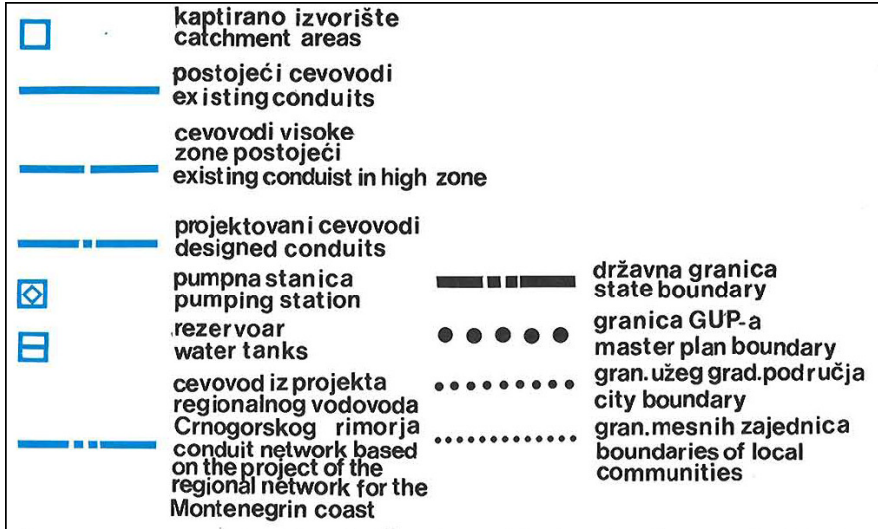 kaptirano izvorište
catchment areas
postojeći cevovodi
existing conduits
cevovodi visoke
zone postojeći
existing conduist in high zone
projektovani cevovodi
designed conduits
pumpna stanica
pumping station
rezervoar
water tanks
cevovod iz projekta
regionalnog vodovoda
Crnogorskog rimorja
conduit network based
on the project of the
regional network for the
Montenegrin coast
državna granica
state boundary
granica GUP-a
master plan boundary
gran.užeg grad.područja
city boundary
gran.mesnih zajednica
boundaries of local
communities